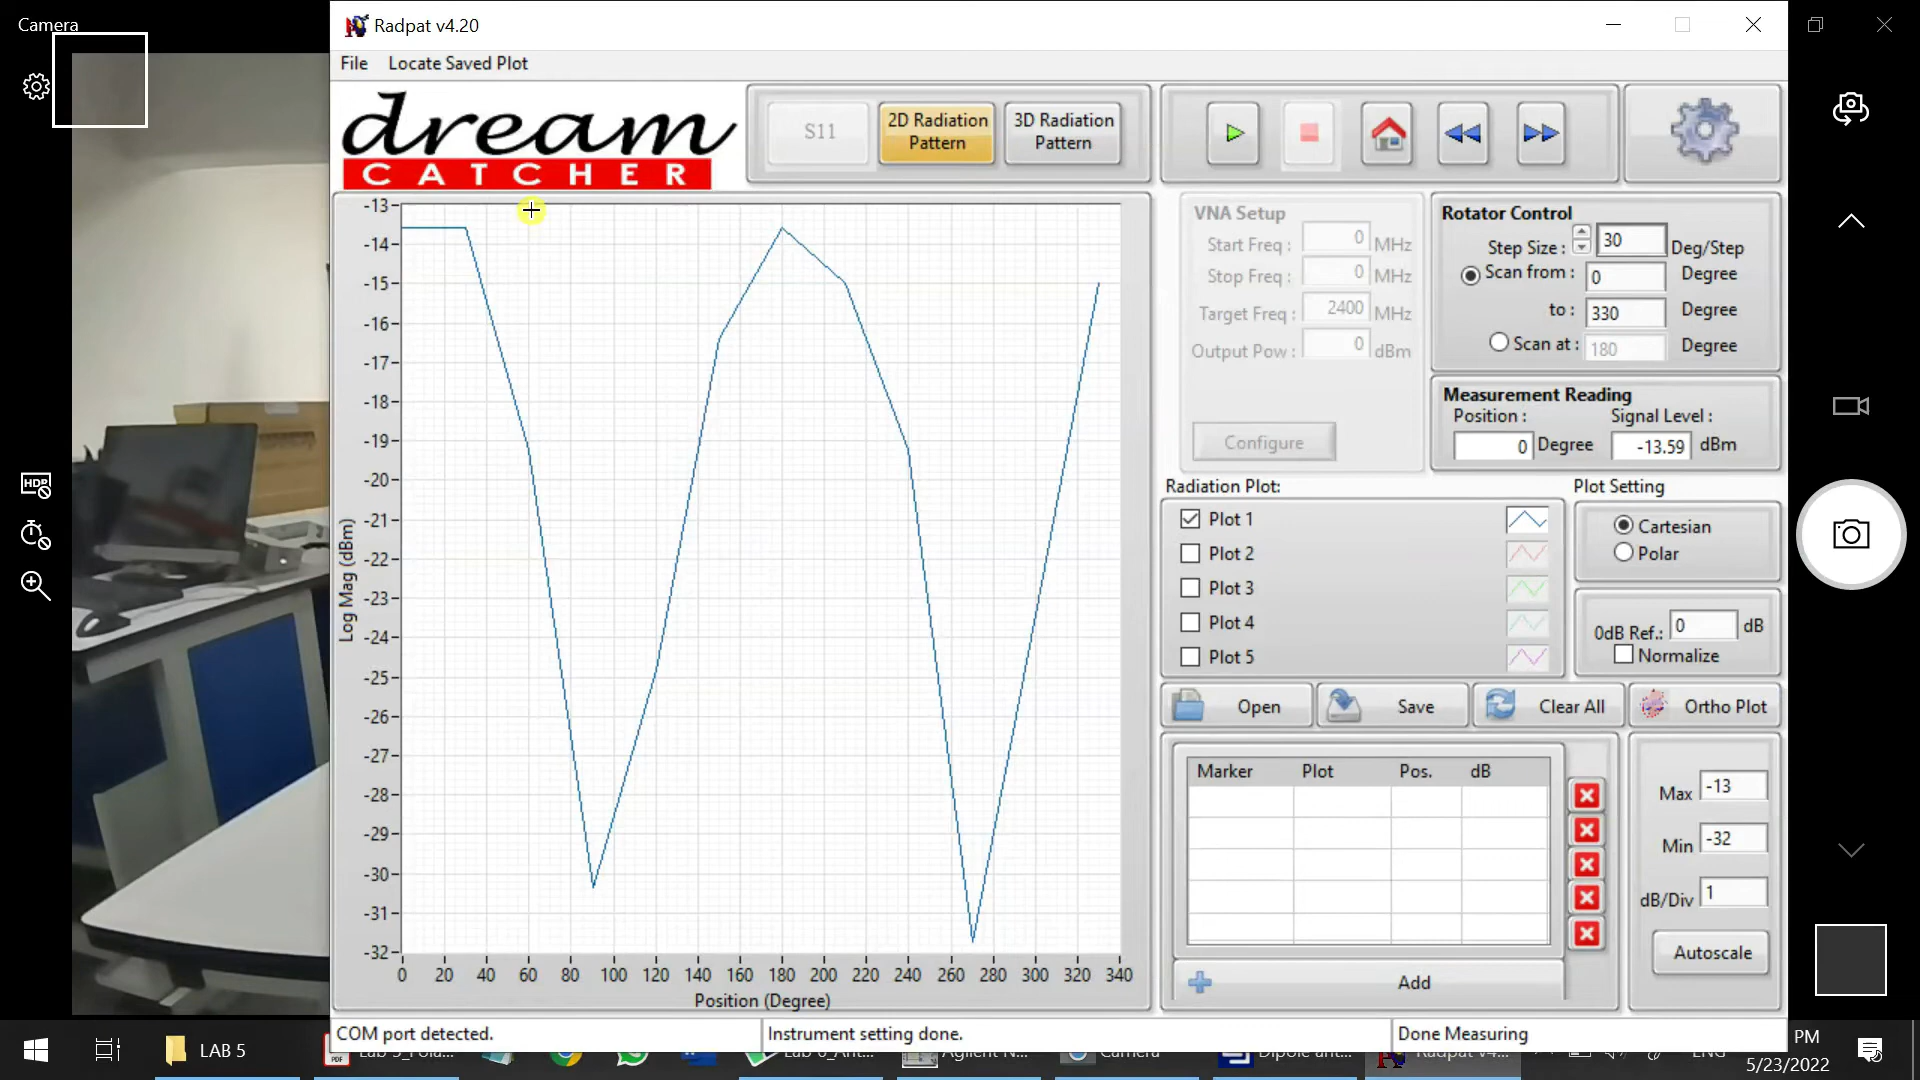 Camera
Radpat v4.20
File Locate Saved Plot
dream
CATCHER
S11
2D Radiation
Pattern
3D Radiation
Pattern
VNA Setup
Start Freq : 0 MHz
Stop Freq : 0 MHz
Target Freq : 2400 MHz
Output Pow : 0 dBm
Configure
Rotator Control
Step Size : 30 Deg/Step
Scan from : 0 Degree
to : 330 Degree
Scan at : 180 Degree
Measurement Reading
Position : Signal Level :
0 Degree -13.59 dBm
Radiation Plot:
Plot 1
Plot 2
Plot 3
Plot 4
Plot 5
Plot Setting
Cartesian
Polar
0dB Ref.: 0 dB
Normalize
Open Save Clear All Ortho Plot
Marker Plot Pos. dB
Add
Max -13
Min -32
dB/Div 1
Autoscale
Log Mag (dBm)
-13
-14
-15
-16
-17
-18
-19
-20
-21
-22
-23
-24
-25
-26
-27
-28
-29
-30
-31
-32
0 20 40 60 80 100 120 140 160 180 200 220 240 260 280 300 320 340
Position (Degree)
COM port detected. Instrument setting done. Done Measuring
HDR
LAB 5
PDF
Camera
PM
5/23/2022